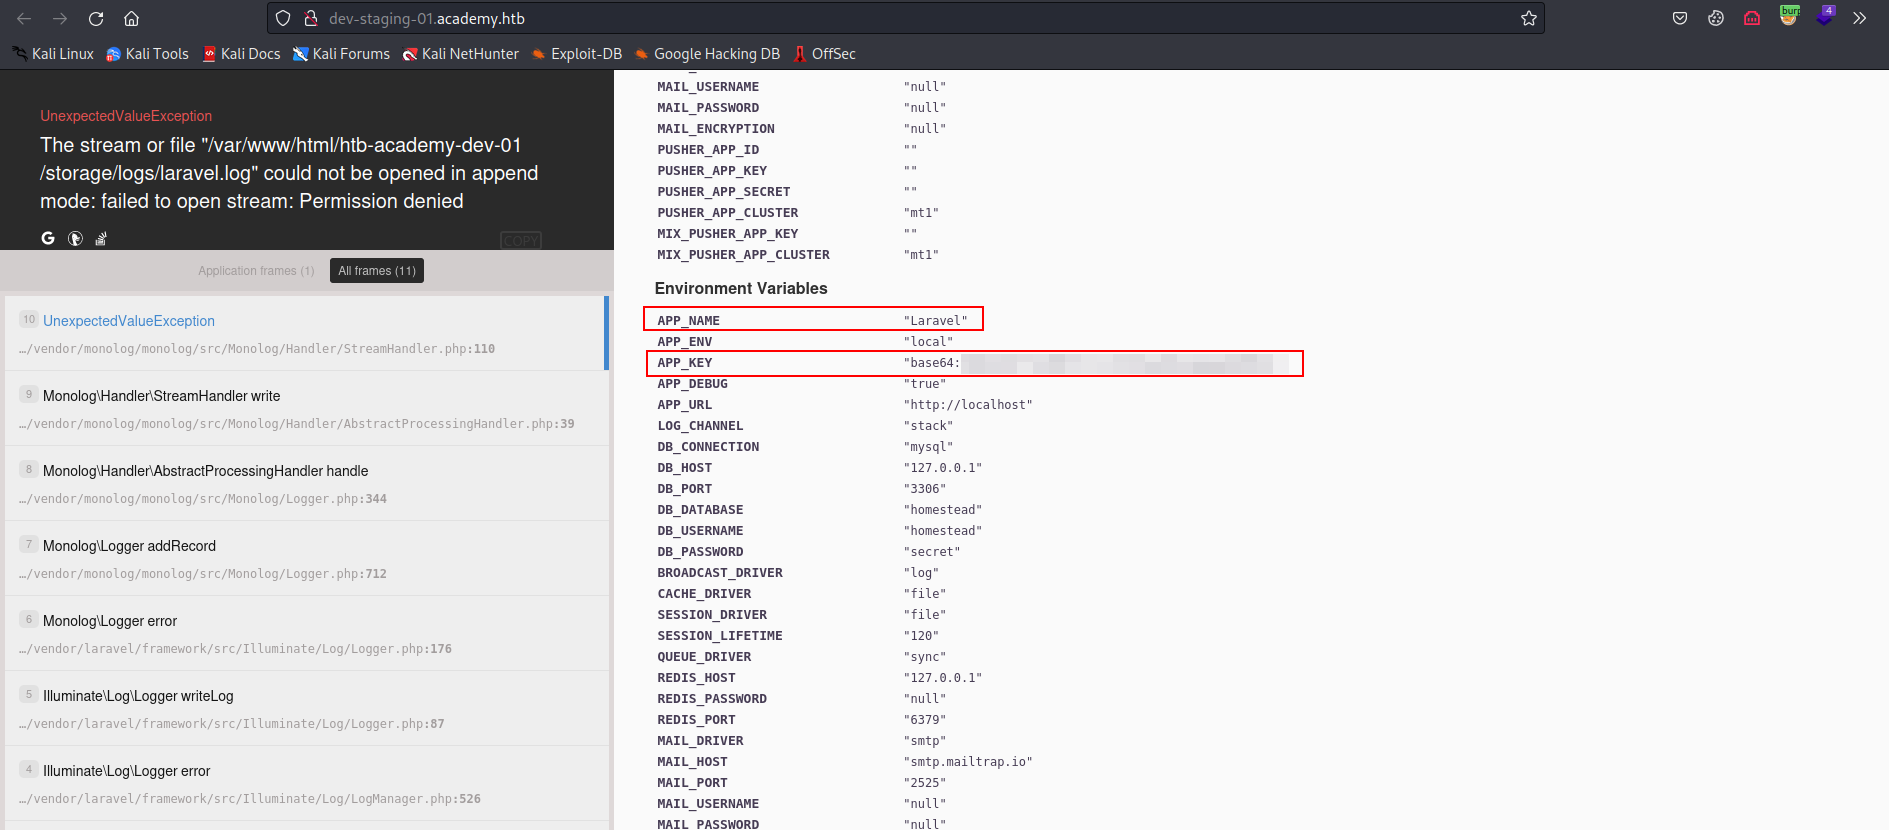 dev-staging-01.academy.htb
burp
4
Kali Linux Kali Tools Kali Docs Kali Forums Kali NetHunter Exploit-DB Google Hacking DB OffSec
UnexpectedValueException
The stream or file "/var/www/html/htb-academy-dev-01
/storage/logs/laravel.log" could not be opened in append
mode: failed to open stream: Permission denied
COPY
Application frames (1) All frames (11)
10 UnexpectedValueException
…/vendor/monolog/monolog/src/Monolog/Handler/StreamHandler.php:110
9 Monolog\Handler\StreamHandler write
…/vendor/monolog/monolog/src/Monolog/Handler/AbstractProcessingHandler.php:39
8 Monolog\Handler\AbstractProcessingHandler handle
…/vendor/monolog/monolog/src/Monolog/Logger.php:344
7 Monolog\Logger addRecord
…/vendor/monolog/monolog/src/Monolog/Logger.php:712
6 Monolog\Logger error
…/vendor/laravel/framework/src/Illuminate/Log/Logger.php:176
5 Illuminate\Log\Logger writeLog
…/vendor/laravel/framework/src/Illuminate/Log/Logger.php:87
4 Illuminate\Log\Logger error
…/vendor/laravel/framework/src/Illuminate/Log/LogManager.php:526
MAIL_USERNAME "null"
MAIL_PASSWORD "null"
MAIL_ENCRYPTION "null"
PUSHER_APP_ID ""
PUSHER_APP_KEY ""
PUSHER_APP_SECRET ""
PUSHER_APP_CLUSTER "mt1"
MIX_PUSHER_APP_KEY ""
MIX_PUSHER_APP_CLUSTER "mt1"
Environment Variables
APP_NAME "Laravel"
APP_ENV "local"
APP_KEY "base64:
APP_DEBUG "true"
APP_URL "http://localhost"
LOG_CHANNEL "stack"
DB_CONNECTION "mysql"
DB_HOST "127.0.0.1"
DB_PORT "3306"
DB_DATABASE "homestead"
DB_USERNAME "homestead"
DB_PASSWORD "secret"
BROADCAST_DRIVER "log"
CACHE_DRIVER "file"
SESSION_DRIVER "file"
SESSION_LIFETIME "120"
QUEUE_DRIVER "sync"
REDIS_HOST "127.0.0.1"
REDIS_PASSWORD "null"
REDIS_PORT "6379"
MAIL_DRIVER "smtp"
MAIL_HOST "smtp.mailtrap.io"
MAIL_PORT "2525"
MAIL_USERNAME "null"
MAIL_PASSWORD "null"